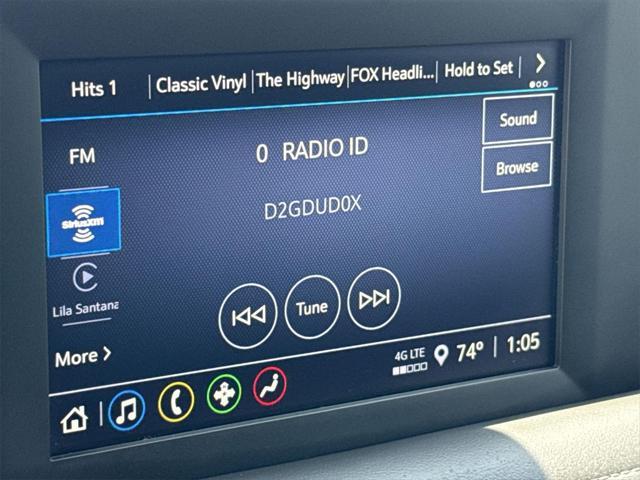 Hits 1 | Classic Vinyl | The Highway | FOX Headli... | Hold to Set
FM
0 RADIO ID
Sound
Browse
SiriusXM
D2GDUD0X
Lila Santana
Tune
More
4G LTE
74° | 1:05